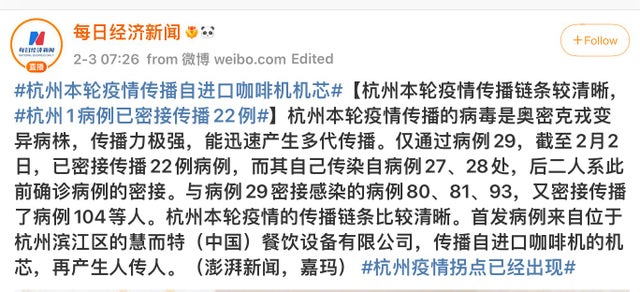 每日经济新闻
每日经济新闻
直播
2-3 07:26 from 微博 weibo.com Edited
+Follow
#杭州本轮疫情传播自进口咖啡机机芯#【杭州本轮疫情传播链条较清晰，
#杭州1病例已密接传播22例#】杭州本轮疫情传播的病毒是奥密克戎变
异病株，传播力极强，能迅速产生多代传播。仅通过病例29，截至2月2
日，已密接传播22例病例，而其自己传染自病例27、28处，后二人系此
前确诊病例的密接。与病例29密接感染的病例80、81、93，又密接传播
了病例104等人。杭州本轮疫情的传播链条比较清晰。首发病例来自位于
杭州滨江区的慧而特（中国）餐饮设备有限公司，传播自进口咖啡机的机
芯，再产生人传人。（澎湃新闻，嘉玛） #杭州疫情拐点已经出现#